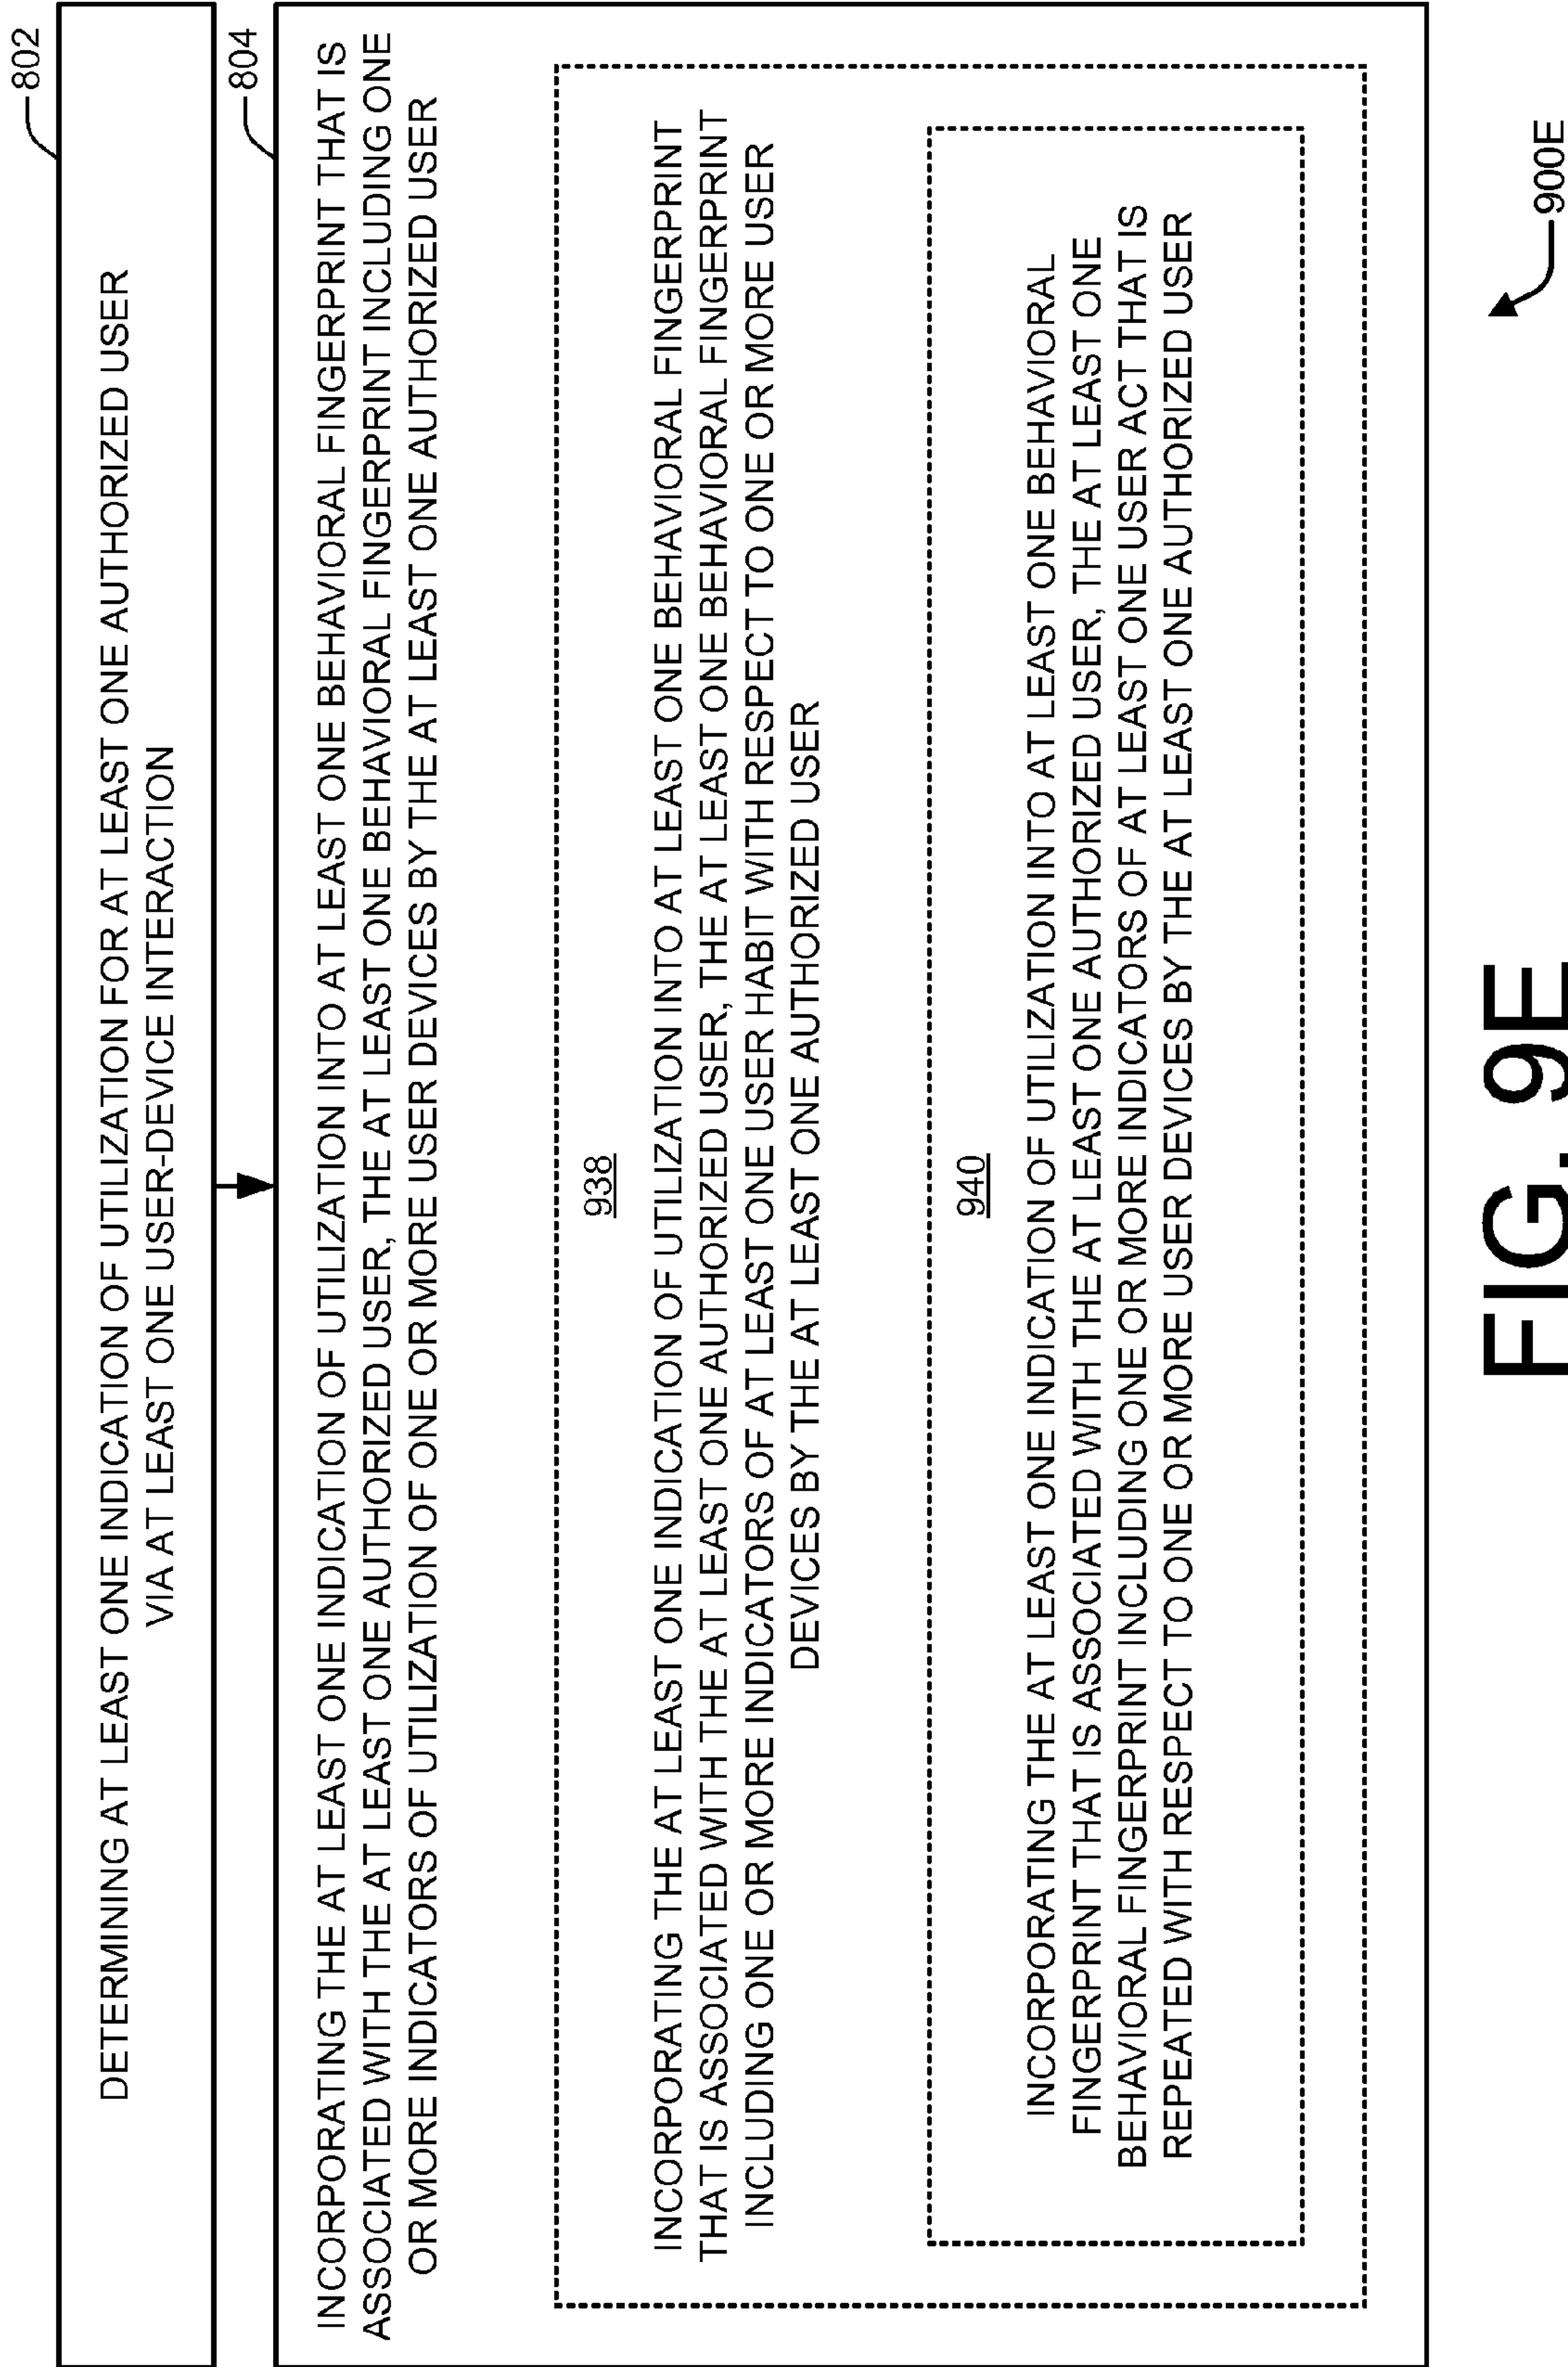 802
DETERMINING AT LEAST ONE INDICATION OF UTILIZATION FOR AT LEAST ONE AUTHORIZED USER
VIA AT LEAST ONE USER-DEVICE INTERACTION
804
INCORPORATING THE AT LEAST ONE INDICATION OF UTILIZATION INTO AT LEAST ONE BEHAVIORAL FINGERPRINT THAT IS
ASSOCIATED WITH THE AT LEAST ONE AUTHORIZED USER, THE AT LEAST ONE BEHAVIORAL FINGERPRINT INCLUDING ONE
OR MORE INDICATORS OF UTILIZATION OF ONE OR MORE USER DEVICES BY THE AT LEAST ONE AUTHORIZED USER
938
INCORPORATING THE AT LEAST ONE INDICATION OF UTILIZATION INTO AT LEAST ONE BEHAVIORAL FINGERPRINT
THAT IS ASSOCIATED WITH THE AT LEAST ONE AUTHORIZED USER, THE AT LEAST ONE BEHAVIORAL FINGERPRINT
INCLUDING ONE OR MORE INDICATORS OF AT LEAST ONE USER HABIT WITH RESPECT TO ONE OR MORE USER
DEVICES BY THE AT LEAST ONE AUTHORIZED USER
940
INCORPORATING THE AT LEAST ONE INDICATION OF UTILIZATION INTO AT LEAST ONE BEHAVIORAL
FINGERPRINT THAT IS ASSOCIATED WITH THE AT LEAST ONE AUTHORIZED USER, THE AT LEAST ONE
BEHAVIORAL FINGERPRINT INCLUDING ONE OR MORE INDICATORS OF AT LEAST ONE USER ACT THAT IS
REPEATED WITH RESPECT TO ONE OR MORE USER DEVICES BY THE AT LEAST ONE AUTHORIZED USER
900E
FIG. 9E